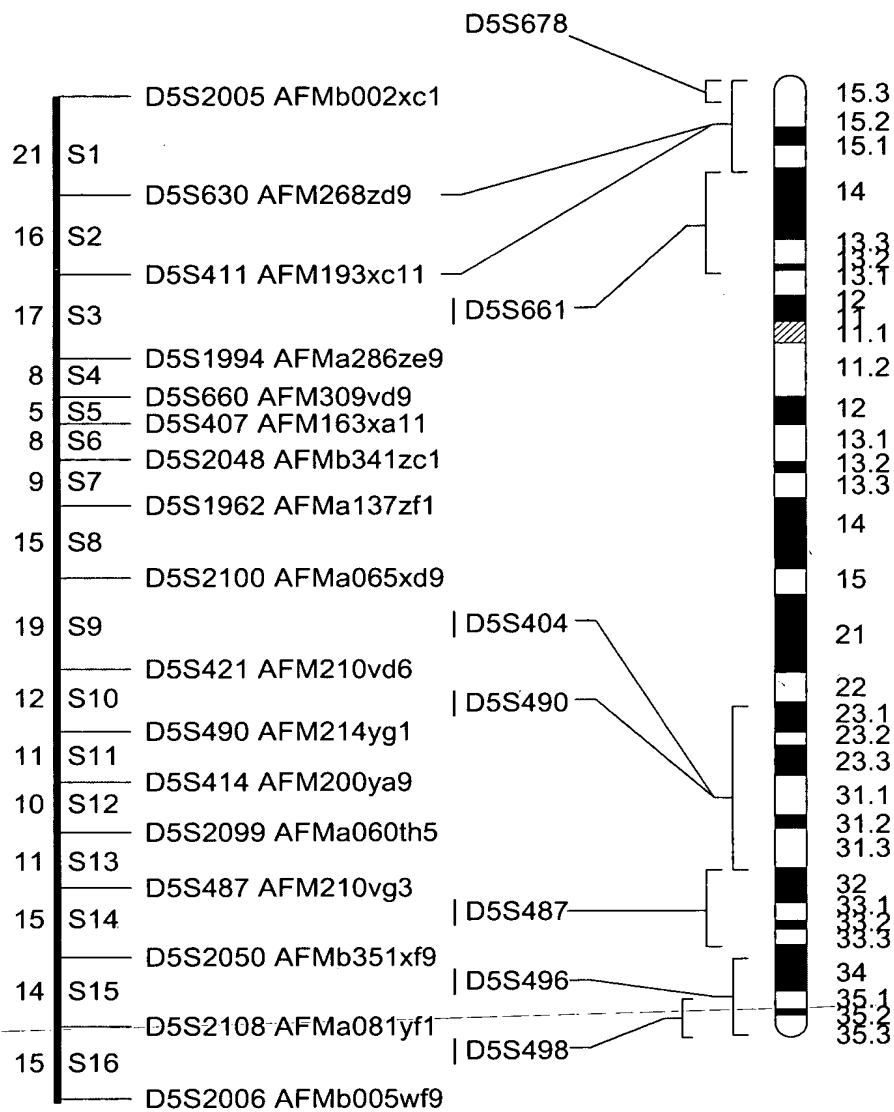 D5S678
D5S2005 AFMb002xc1
21 S1
D5S630 AFM268zd9
16 S2
D5S411 AFM193xc11
17 S3
D5S1994 AFMa286ze9
8 S4
D5S660 AFM309vd9
5 S5
D5S407 AFM163xa11
8 S6
D5S2048 AFMb341zc1
9 S7
D5S1962 AFMa137zf1
15 S8
D5S2100 AFMa065xd9
19 S9
D5S421 AFM210vd6
12 S10
D5S490 AFM214yg1
11 S11
D5S414 AFM200ya9
10 S12
D5S2099 AFMa060th5
11 S13
D5S487 AFM210vg3
15 S14
D5S2050 AFMb351xf9
14 S15
D5S2108 AFMa081yf1
15 S16
D5S2006 AFMb005wf9
D5S661
D5S404
D5S490
D5S487
D5S496
D5S498
15.3
15.2
15.1
14
13.3
13.2
13.1
12
11
11.1
11.2
12
13.1
13.2
13.3
14
15
21
22
23.1
23.2
23.3
31.1
31.2
31.3
32
33.1
33.2
33.3
34
35.1
35.2
35.3